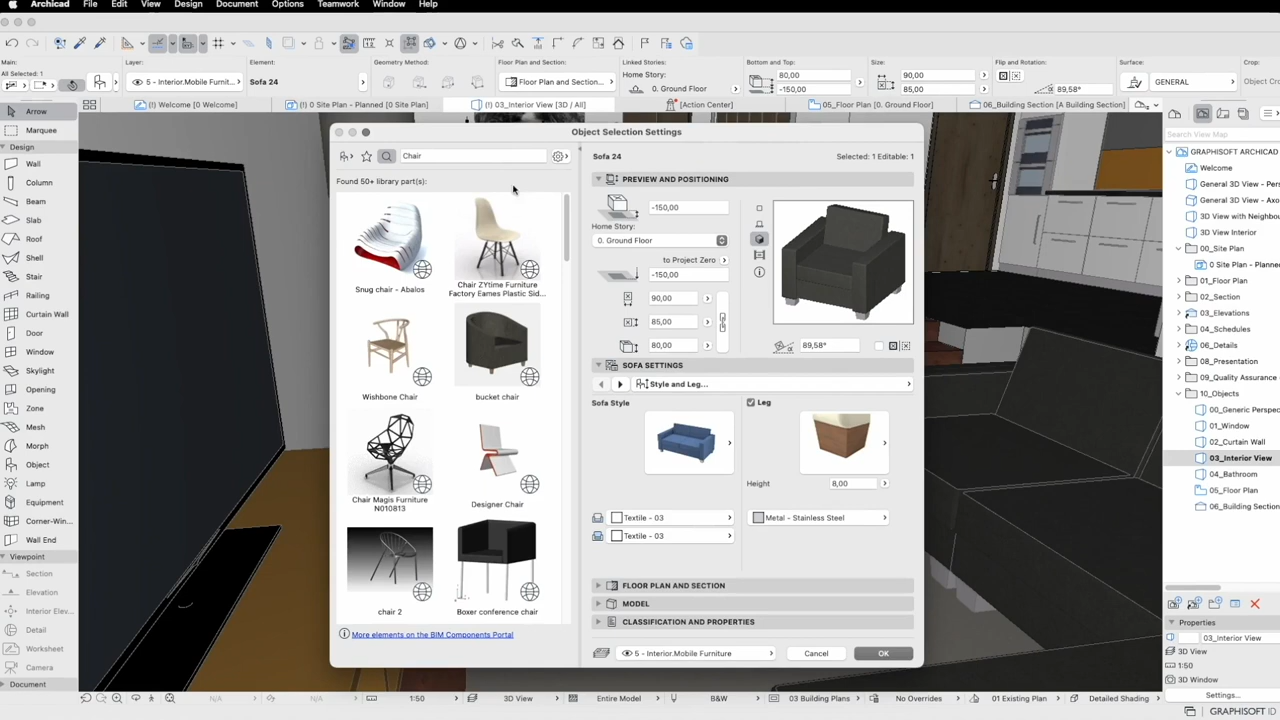 Archicad File Edit View Design Document Options Teamwork Window Help
Main:
All Selected: 1
Layer:
5 - Interior.Mobile Furnit...
Element:
Sofa 24
Geometry Method:
Floor Plan and Section:
Floor Plan and Section...
Linked Stories:
Home Story:
0. Ground Floor
Bottom and Top:
80,00
-150,00
Size:
90,00
85,00
Flip and Rotation:
89,58°
Surface:
GENERAL
Crop:
Object Cro
(!) Welcome [0 Welcome]
(!) 0 Site Plan - Planned [0 Site Plan]
(!) 03_Interior View [3D / All]
[Action Center]
05_Floor Plan [0. Ground Floor]
06_Building Section [A Building Section]
Arrow
Marquee
Design
Wall
Column
Beam
Slab
Roof
Shell
Stair
Railing
Curtain Wall
Door
Window
Skylight
Opening
Zone
Mesh
Morph
Object
Lamp
Equipment
Corner-Win...
Wall End
Viewpoint
Section
Elevation
Interior Elev...
Detail
Worksheet
Camera
Document
Object Selection Settings
Chair
Found 50+ library part(s):
Snug chair - Abalos
Chair ZYtime Furniture
Factory Eames Plastic Sid...
Wishbone Chair
bucket chair
Chair Magis Furniture
N010813
Designer Chair
chair 2
Boxer conference chair
More elements on the BIM Components Portal
Sofa 24
Selected: 1 Editable: 1
PREVIEW AND POSITIONING
-150,00
Home Story:
0. Ground Floor
to Project Zero
-150,00
90,00
85,00
80,00
89,58°
SOFA SETTINGS
Style and Leg...
Sofa Style
Leg
Height
8,00
Textile - 03
Metal - Stainless Steel
Textile - 03
FLOOR PLAN AND SECTION
MODEL
CLASSIFICATION AND PROPERTIES
5 - Interior.Mobile Furniture
Cancel
OK
Search View Map
GRAPHISOFT ARCHICAD
Welcome
General 3D View - Pers
General 3D View - Axo
3D View with Neighbou
3D View Interior
00_Site Plan
0 Site Plan - Planne
01_Floor Plan
02_Section
03_Elevations
04_Schedules
06_Details
08_Presentation
09_Quality Assurance
10_Objects
00_Generic Perspec
01_Window
02_Curtain Wall
03_Interior View
04_Bathroom
05_Floor Plan
06_Building Section
Properties
03_Interior View
3D View
1:50
3D Window
Settings...
N/A
N/A
1:50
3D View
Entire Model
B&W
03 Building Plans
No Overrides
01 Existing Plan
Detailed Shading
GRAPHISOFT ID